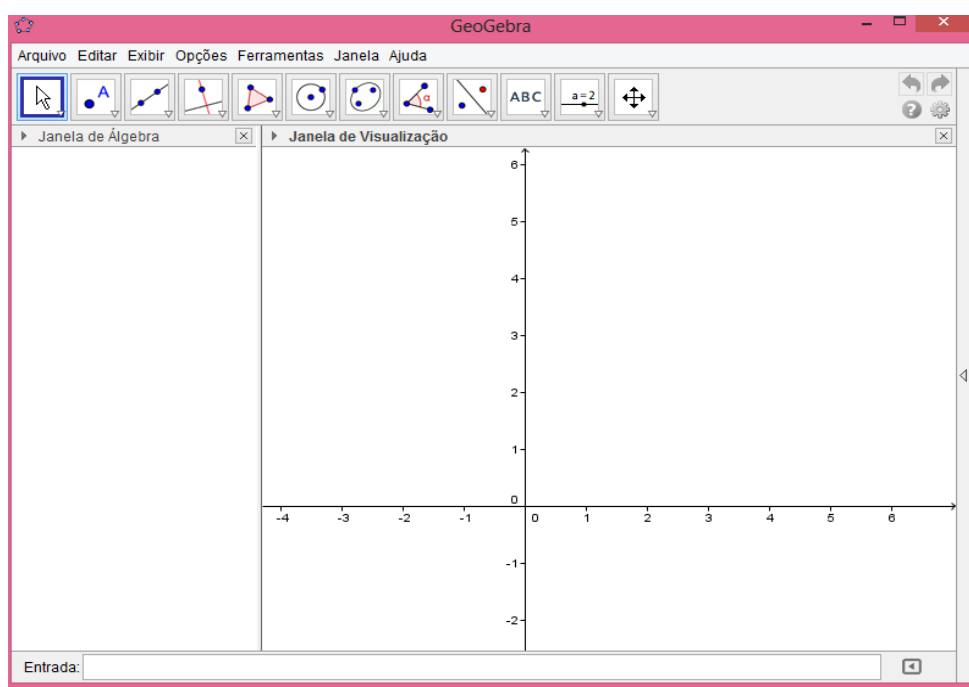 GeoGebra
Arquivo Editar Exibir Opções Ferramentas Janela Ajuda
A α ABC a=2
Janela de Álgebra
Janela de Visualização
6
5
4
3
2
1
0
-4 -3 -2 -1 0 1 2 3 4 5 6
-1
-2
Entrada: